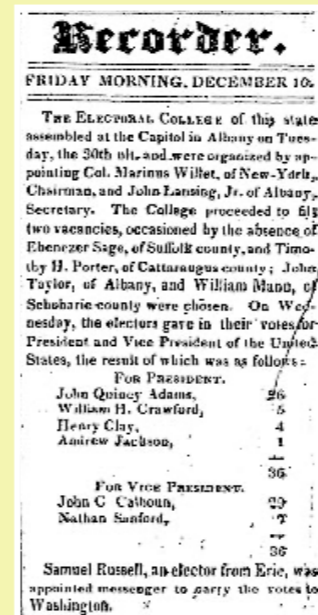 Recorder.
FRIDAY MORNING, DECEMBER 10.
THE ELECTORAL COLLEGE of this state
assembled at the Capitol in Albany on Tues-
day, the 30th ult. and were organized by ap-
pointing Col. Marinus Willet, of New-York,
Chairman, and John Lansing, Jr. of Albany,
Secretary. The College proceeded to fill
two vacancies, occasioned by the absence of
Ebenezer Sage, of Suffolk county, and Timo-
thy H. Porter, of Cattaraugus county; John
Taylor, of Albany, and William Mann, of
Schoharie county were chosen. On Wed-
nesday, the electors gave in their votes for
President and Vice President of the United
States, the result of which was as follows:
FOR PRESIDENT.
John Quincy Adams, 26
William H. Crawford, 5
Henry Clay, 4
Andrew Jackson, 1
36
FOR VICE PRESIDENT.
John C Calhoun, 29
Nathan Sanford, 7
36
Samuel Russell, an elector from Erie, was
appointed messenger to carry the votes to
Washington.